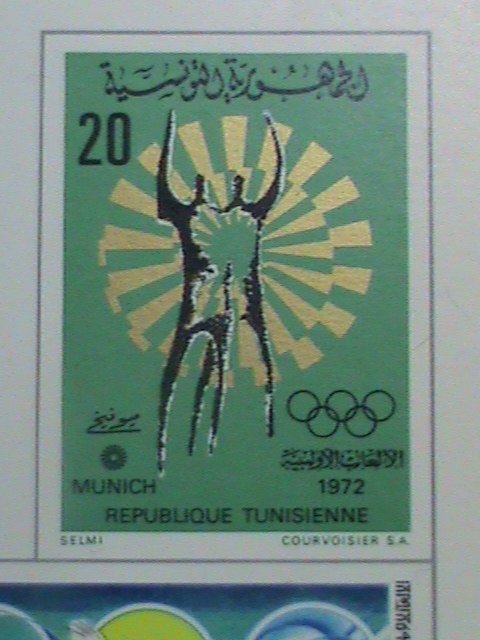 الجمهورية التونسية
20
ميونيخ
الألعاب الأولمبية
MUNICH 1972
REPUBLIQUE TUNISIENNE
SELMI COURVOISIER S.A.